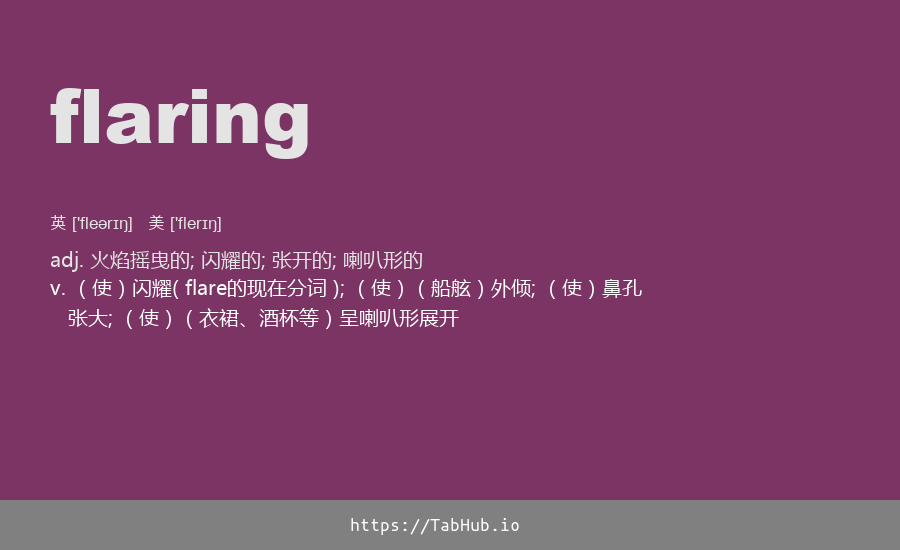 flaring
英 ['fleərɪŋ] 美 ['flerɪŋ]
adj. 火焰摇曳的; 闪耀的; 张开的; 喇叭形的
v. （使）闪耀( flare的现在分词 ); （使）（船舷）外倾; （使）鼻孔
张大; （使）（衣裙、酒杯等）呈喇叭形展开
https://TabHub.io